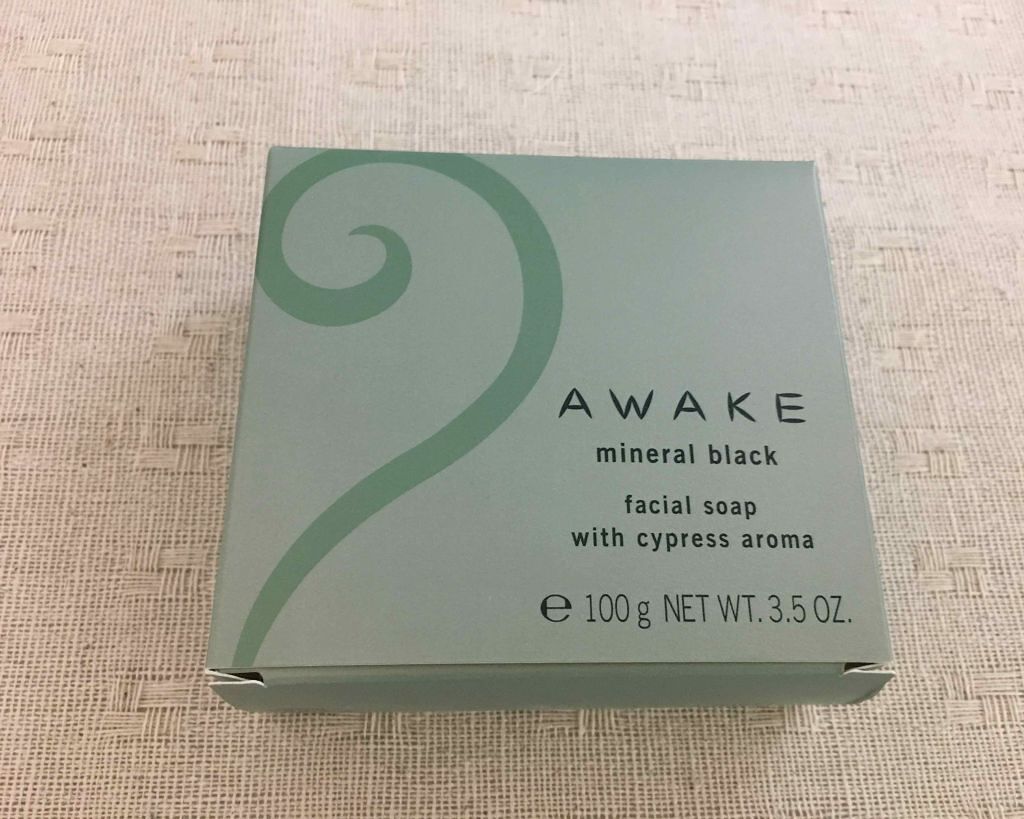 AWAKE
mineral black
facial soap
with cypress aroma
℮ 100 g NET WT. 3.5 OZ.